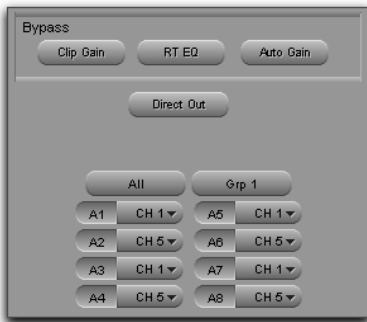 Bypass
Clip Gain RT EQ Auto Gain
Direct Out
All Grp 1
A1 CH 1 A5 CH 1
A2 CH 5 A6 CH 5
A3 CH 1 A7 CH 1
A4 CH 5 A8 CH 5